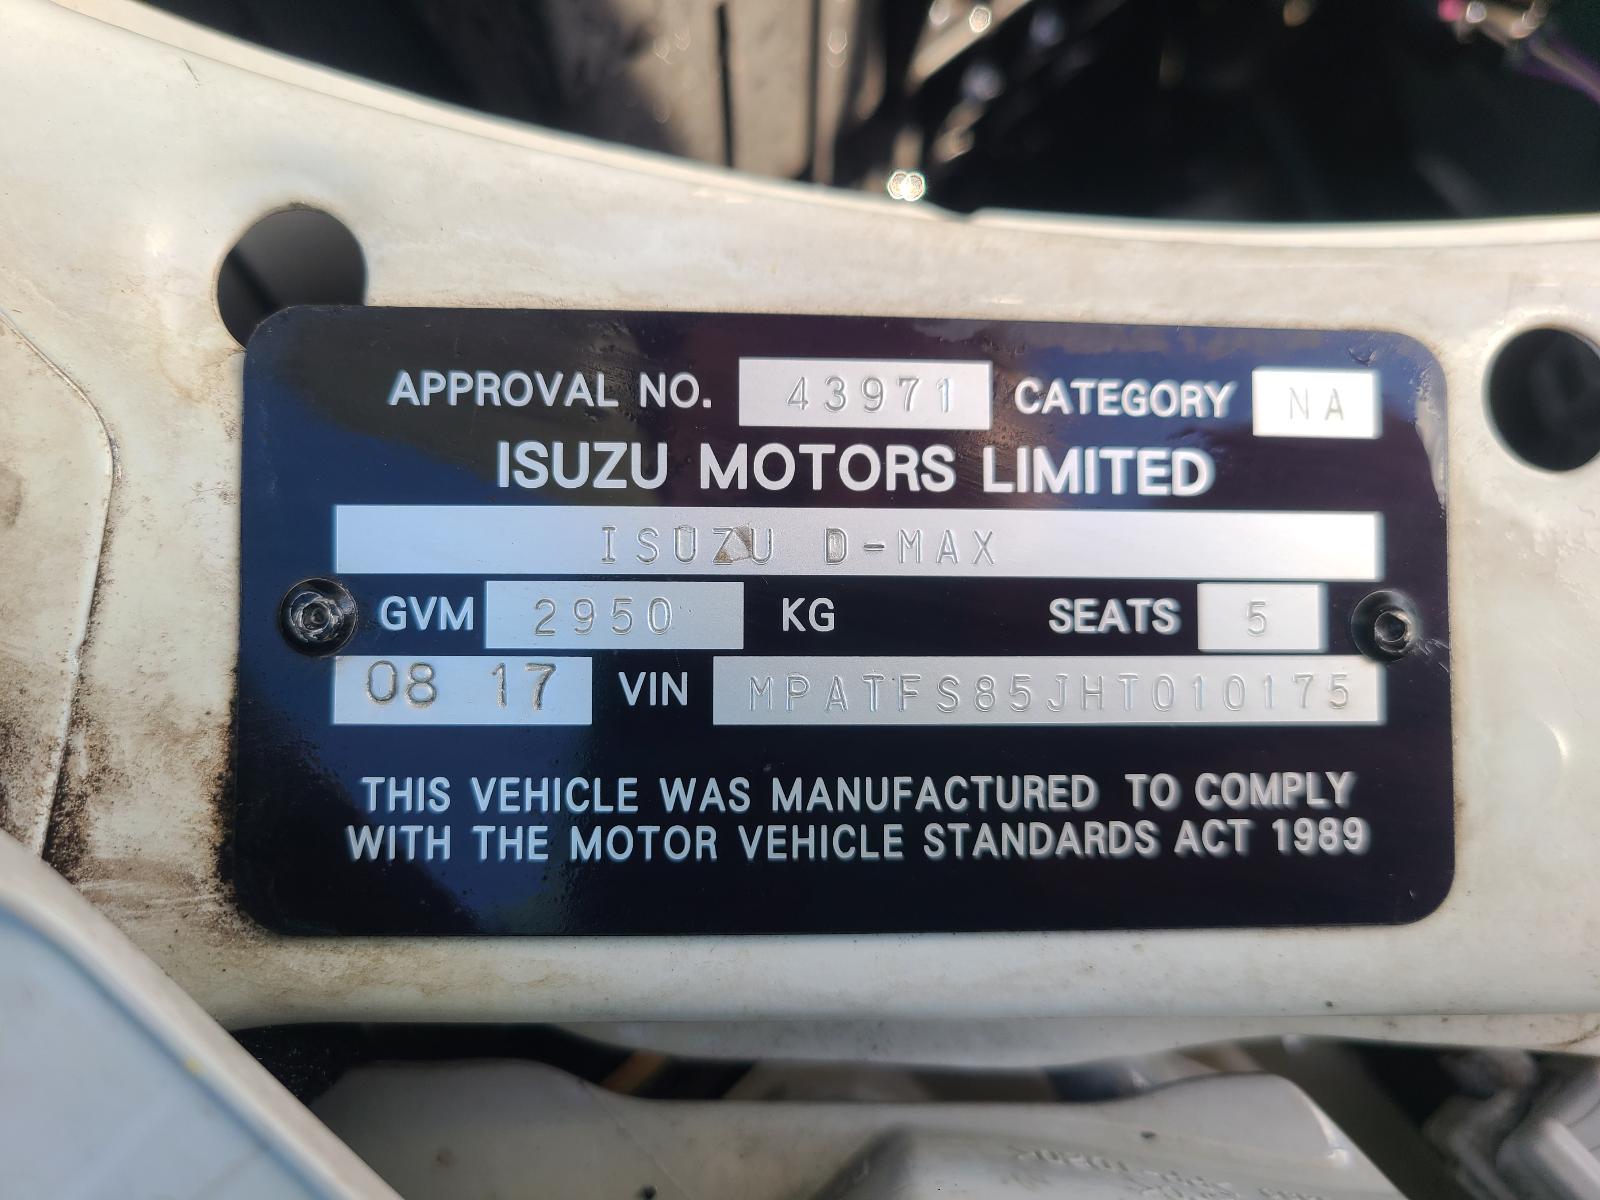 APPROVAL NO. 43971 CATEGORY NA
ISUZU MOTORS LIMITED
ISUZU D-MAX
GVM 2950 KG SEATS 5
08 17 VIN MPATFS85JHT010175
THIS VEHICLE WAS MANUFACTURED TO COMPLY
WITH THE MOTOR VEHICLE STANDARDS ACT 1989